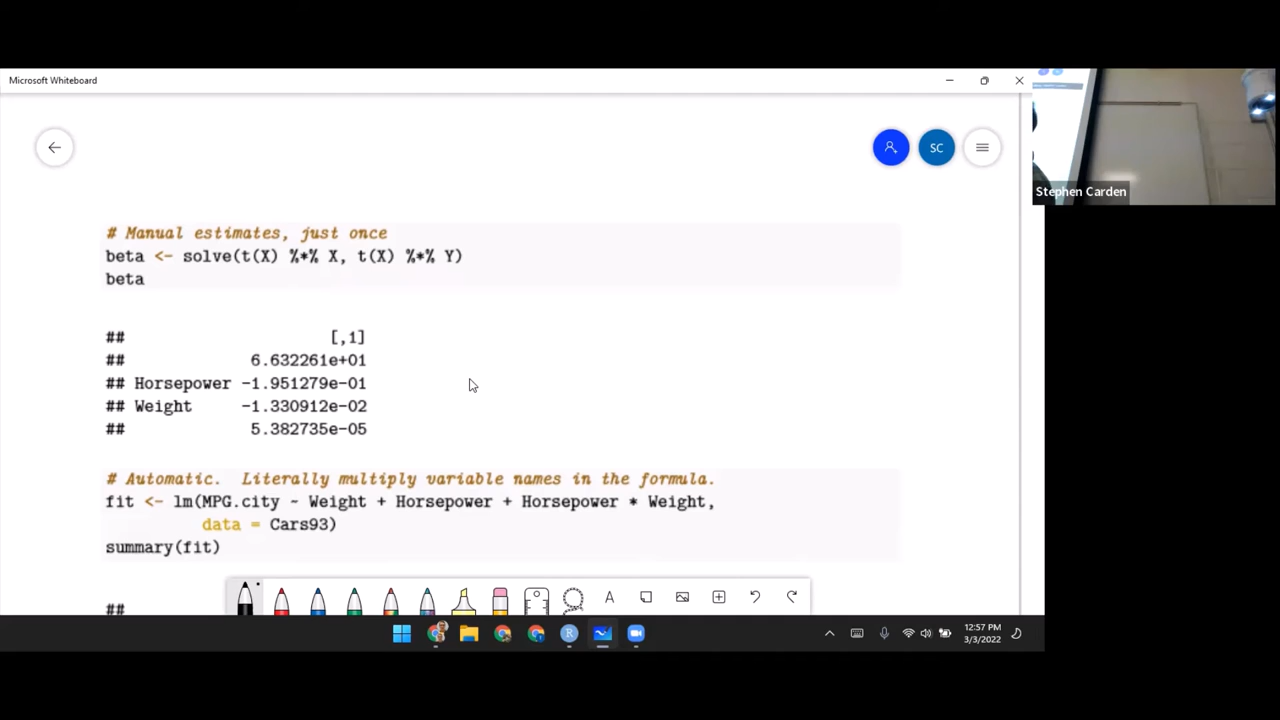 Microsoft Whiteboard
SC
Stephen Carden
# Manual estimates, just once
beta <- solve(t(X) %*% X, t(X) %*% Y)
beta
## [,1]
## 6.632261e+01
## Horsepower -1.951279e-01
## Weight -1.330912e-02
## 5.382735e-05
# Automatic. Literally multiply variable names in the formula.
fit <- lm(MPG.city ~ Weight + Horsepower + Horsepower * Weight,
data = Cars93)
summary(fit)
##
A
12:57 PM
3/3/2022